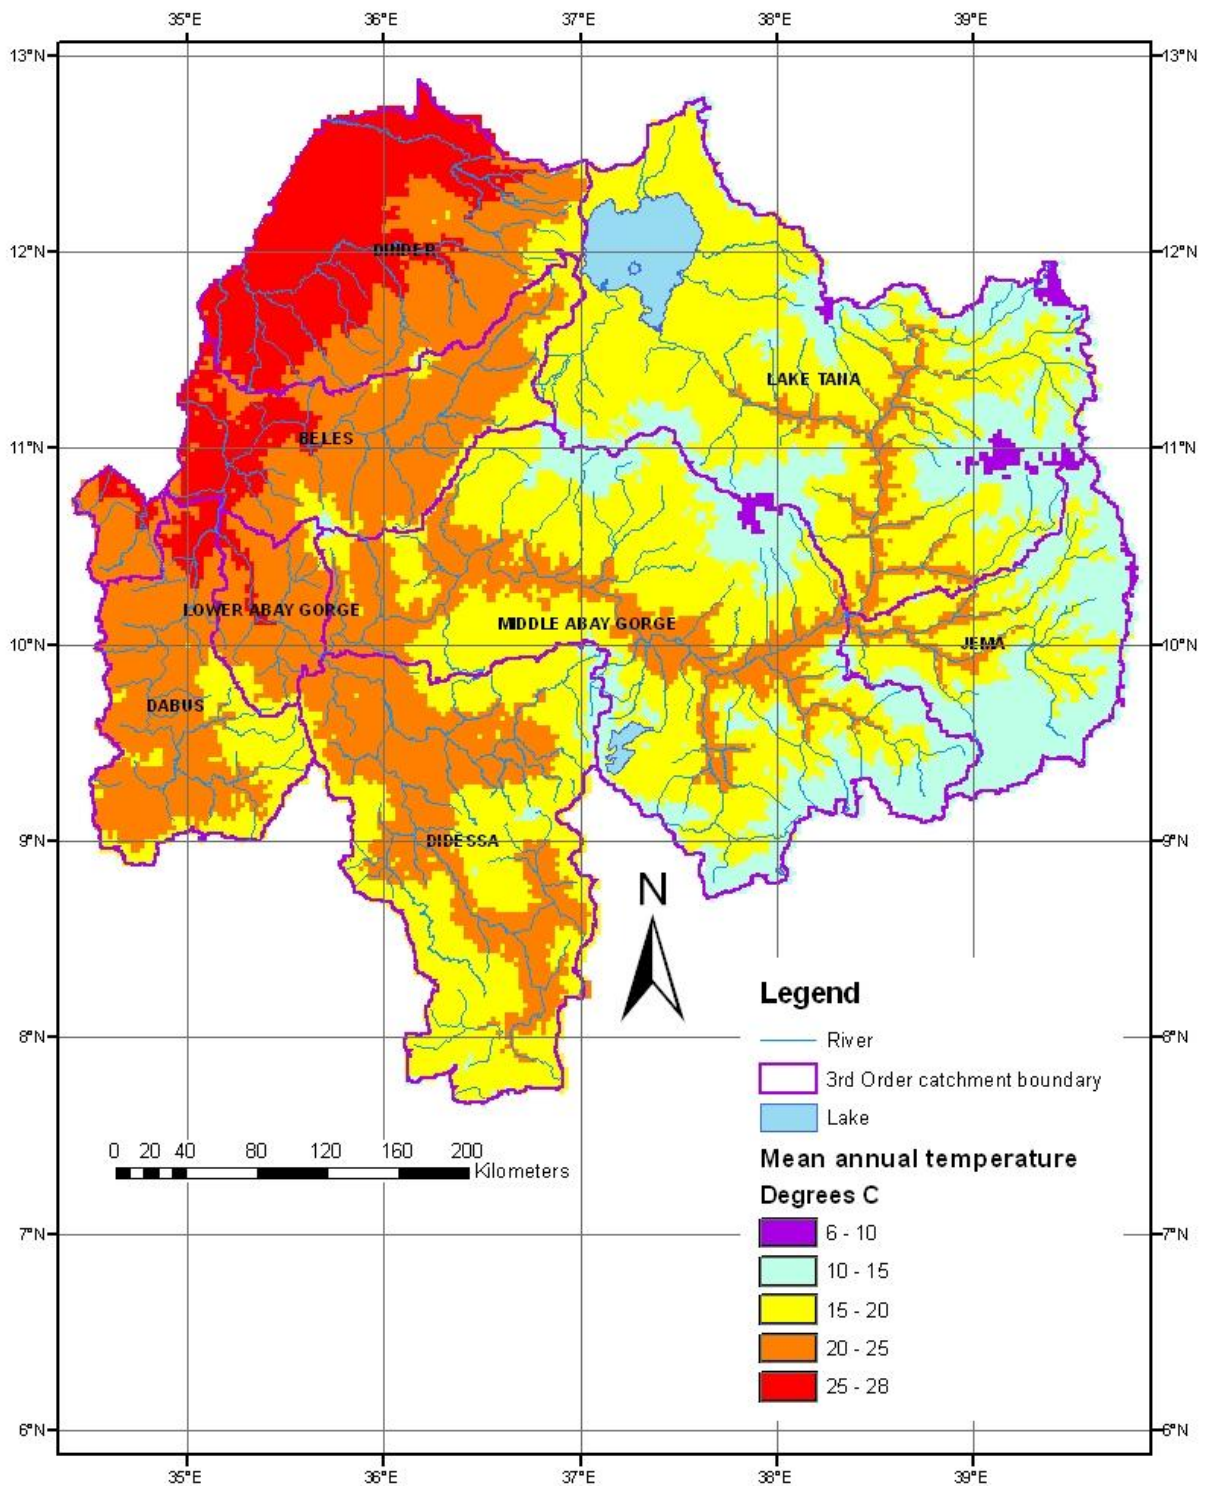 35°E 36°E 37°E 38°E 39°E
13°N 13°N
12°N 12°N
DINDER
LAKE TANA
BELES
11°N 11°N
LOWER ABAY GORGE
MIDDLE ABAY GORGE
10°N 10°N
JEMA
DABUS
9°N 9°N
DIDESSA
N
Legend
8°N 8°N
River
3rd Order catchment boundary
Lake
0 20 40 80 120 160 200
Kilometers
Mean annual temperature
Degrees C
7°N 7°N
6 - 10
10 - 15
15 - 20
20 - 25
25 - 28
6°N 6°N
35°E 36°E 37°E 38°E 39°E